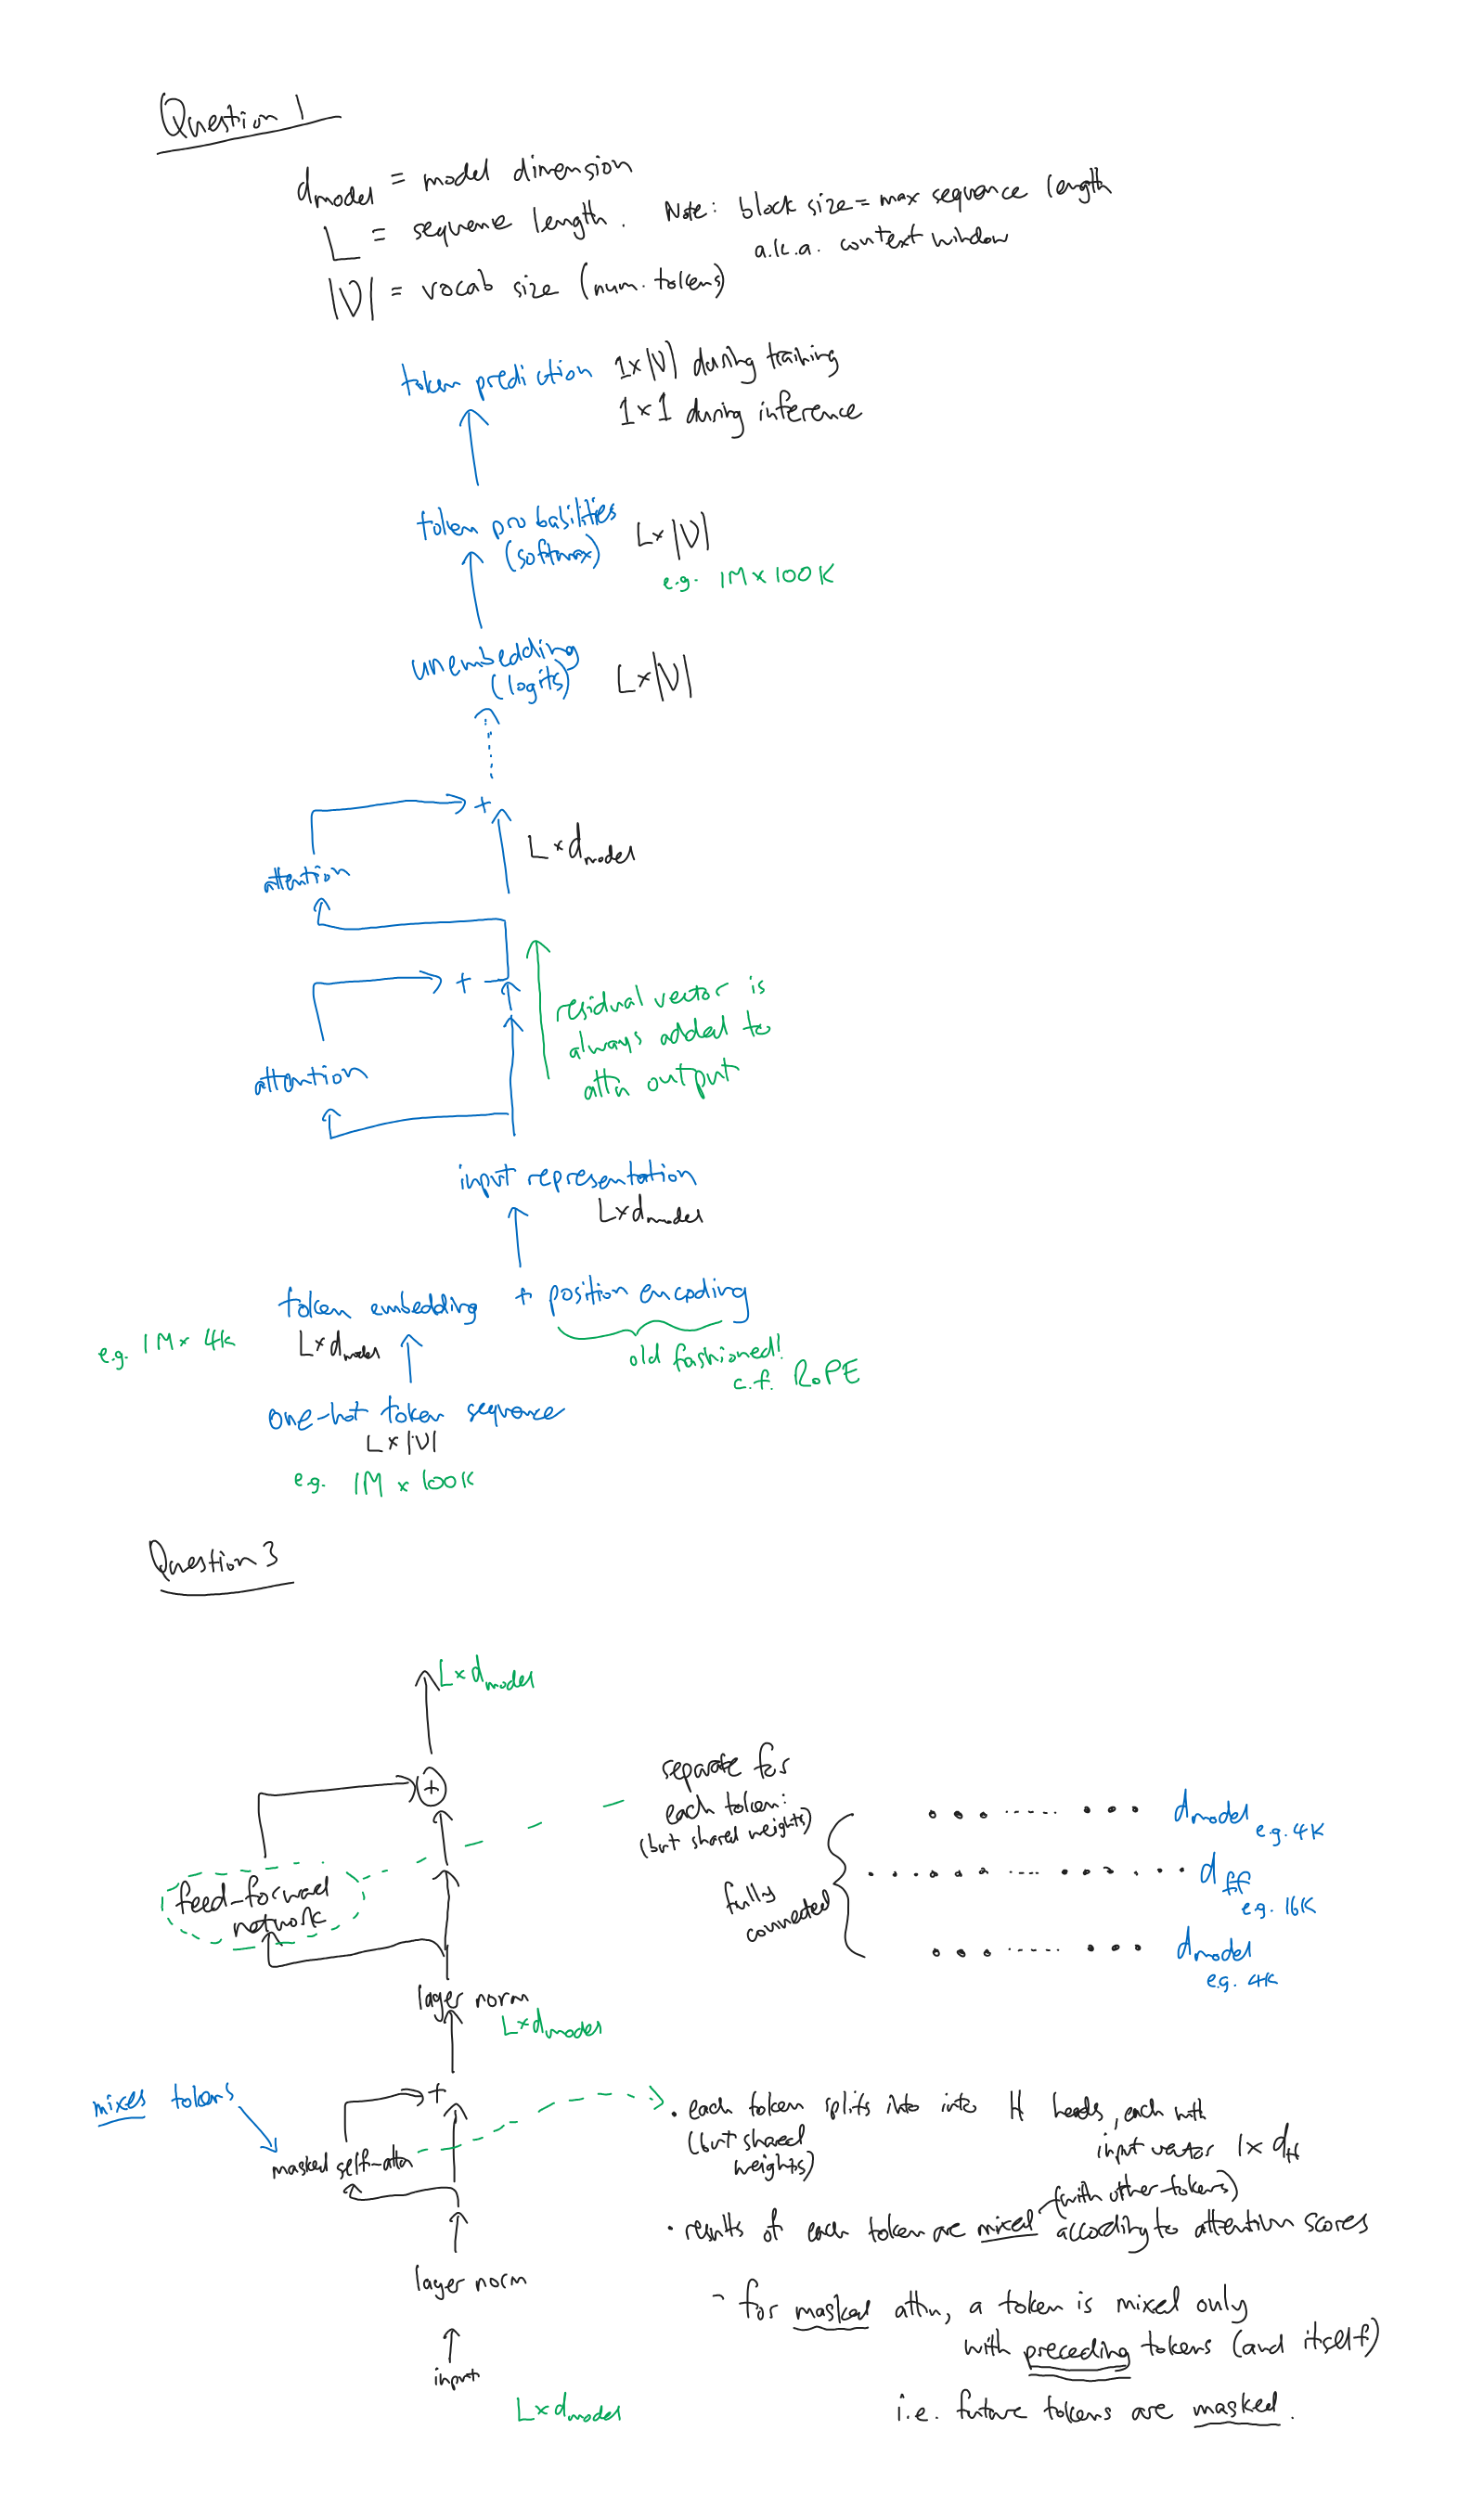 Question 1
d_model = model dimension
L = sequence length. Note: block size = max sequence length
a.k.a. context window
|V| = vocab size (num. tokens)
token prediction 1×|V| during training
1×1 during inference
token probabilities L×|V|
(softmax)
e.g. 1M×100K
unembedding L×|V|
(logits)
+
L×d_model
attention
+
residual vector is
always added to
attn output
attention
input representation
L×d_model
token embedding + position encoding
e.g. 1M×4K L×d_model
old fashioned!
c.f. RoPE
one-hot token sequence
L×|V|
e.g. 1M×100K
Question 3
L×d_model
+
separate for
each token:
(but shared weights)
fully
connected
d_model
e.g. 4K
d_ff
e.g. 16K
d_model
e.g. 4K
feed-forward
network
layer norm
L×d_model
mixes tokens
+
masked self-attn
• each token splits into into H heads, each with
(but shared
weights)
input vector 1×d_H
(with other tokens)
• results of each token are mixed according to attention scores
- for masked attn, a token is mixed only
with preceding tokens (and itself)
i.e. future tokens are masked.
layer norm
input
L×d_model